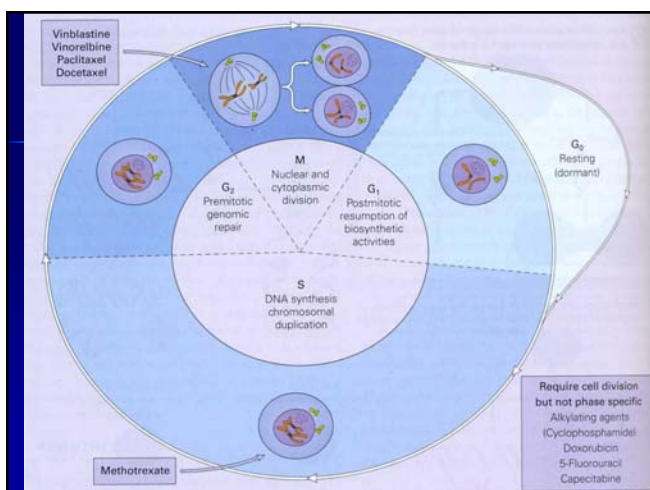 Vinblastine
Vinorelbine
Paclitaxel
Docetaxel
M
Nuclear and
cytoplasmic
division
G2
Premitotic
genomic
repair
G1
Postmitotic
resumption of
biosynthetic
activities
G0
Resting
(dormant)
S
DNA synthesis
chromosomal
duplication
Methotrexate
Require cell division
but not phase specific
Alkylating agents
(Cyclophosphamide)
Doxorubicin
5-Fluorouracil
Capecitabine